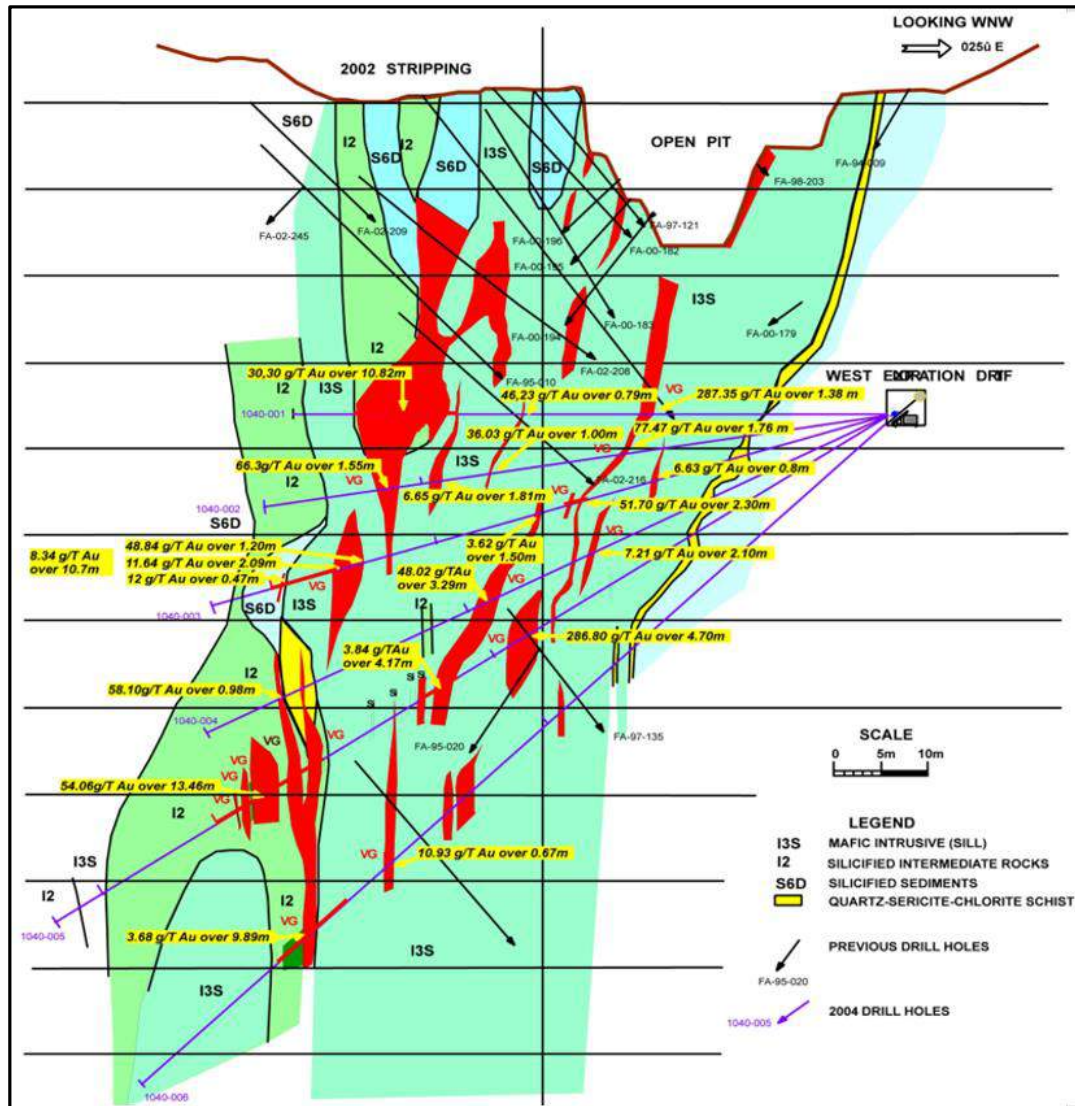 LOOKING WNW
025û E
2002 STRIPPING
S6D
I2
I2
S6D
S6D
I3S
S6D
OPEN PIT
FA-94-009
FA-98-203
FA-02-245
FA-02-209
FA-97-121
FA-00-196
FA-00-182
FA-00-195
I3S
FA-00-183
FA-00-179
FA-00-194
I2
FA-02-208
30,30 g/T Au over 10.82m
I2
I3S
FA-95-010
VG
WEST
46,23 g/T Au over 0.79m
287.35 g/T Au over 1.38 m
1040-001
36.03 g/T Au over 1.00m
77.47 g/T Au over 1.76 m
66.3g/T Au over 1.55m
I3S
6.63 g/T Au over 0.8m
I2
VG
FA-02-216
6.65 g/T Au over 1.81m
VG
51.70 g/T Au over 2.30m
1040-002
S6D
8.34 g/T Au
over 10.7m
48.84 g/T Au over 1.20m
11.64 g/T Au over 2.09m
12 g/T Au over 0.47m
3.62 g/T Au
over 1.50m
7.21 g/T Au over 2.10m
VG
48.02 g/TAu
over 3.29m
1040-003
S6D
I3S
I2
286.80 g/T Au over 4.70m
3.84 g/TAu
over 4.17m
I2
58.10g/T Au over 0.98m
Si
Si
Si
1040-004
FA-97-135
VG
VG
FA-95-020
VG
VG
54.06g/T Au over 13.46m
VG
I2
SCALE
0 5m 10m
LEGEND
I3S MAFIC INTRUSIVE (SILL)
I2 SILICIFIED INTERMEDIATE ROCKS
S6D SILICIFIED SEDIMENTS
QUARTZ-SERICITE-CHLORITE SCHIST
VG
10.93 g/T Au over 0.67m
I3S
I2
I2
VG
1040-005
3.68 g/T Au over 9.89m
I3S
I3S
PREVIOUS DRILL HOLES
FA-95-020
2004 DRILL HOLES
1040-005
1040-006